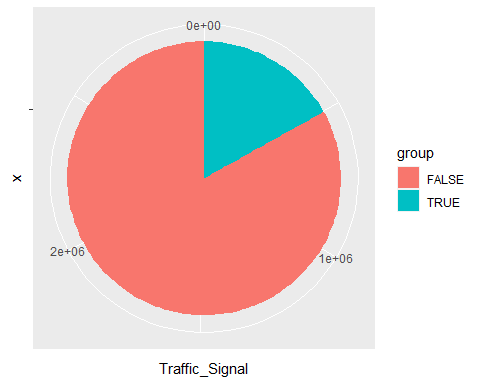 0e+00
group
FALSE
TRUE
x
2e+06
1e+06
Traffic_Signal